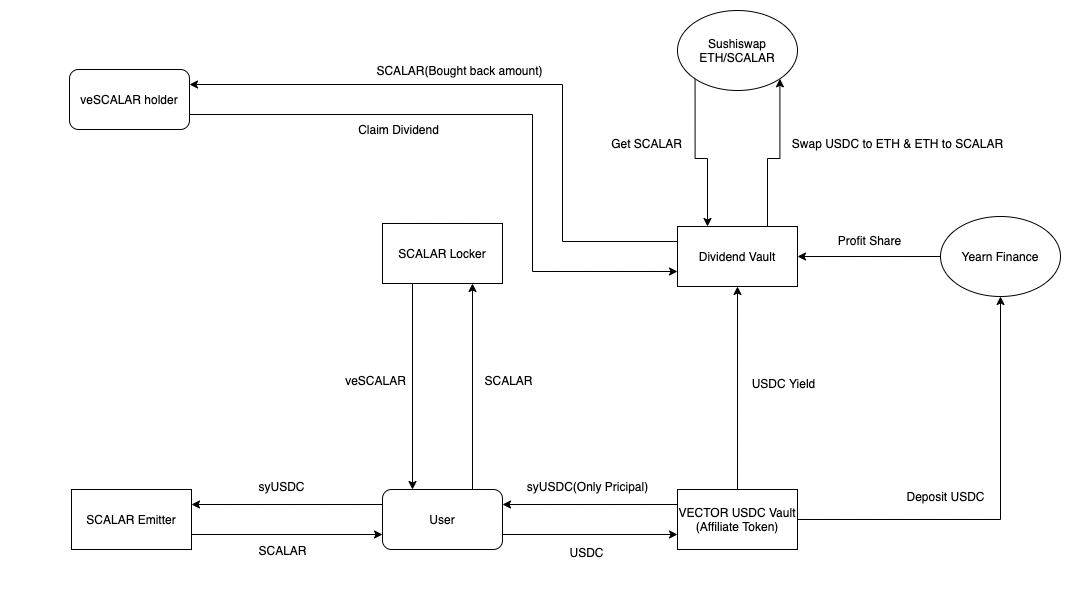 Sushiswap
ETH/SCALAR
SCALAR(Bought back amount)
veSCALAR holder
Claim Dividend
Get SCALAR
Swap USDC to ETH & ETH to SCALAR
SCALAR Locker
Dividend Vault
Profit Share
Yearn Finance
veSCALAR
SCALAR
USDC Yield
syUSDC
syUSDC(Only Pricipal)
Deposit USDC
SCALAR Emitter
User
VECTOR USDC Vault
(Affiliate Token)
SCALAR
USDC